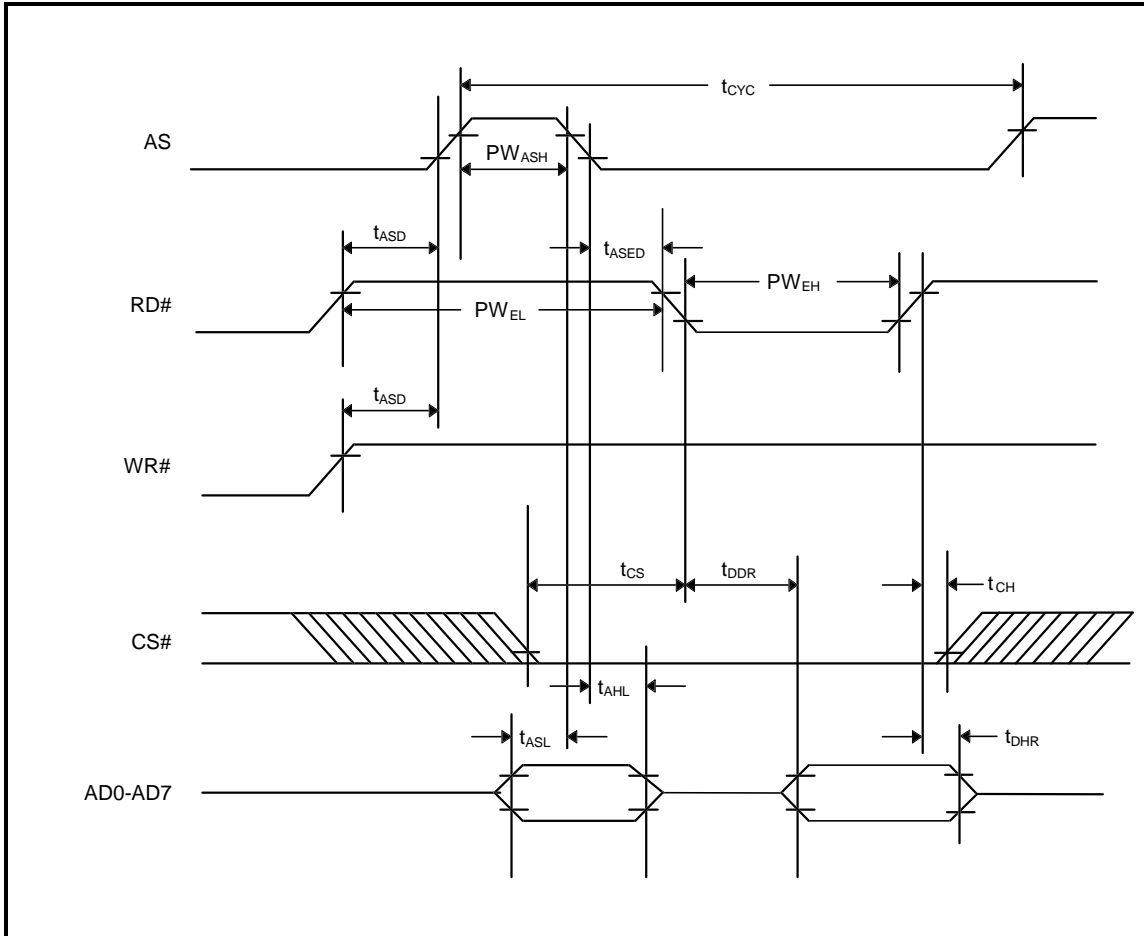 tCYC
AS
PWASH
tASD
tASED
PWEH
RD#
PWEL
tASD
WR#
tCS
tDDR
tCH
CS#
tAHL
tASL
tDHR
AD0-AD7